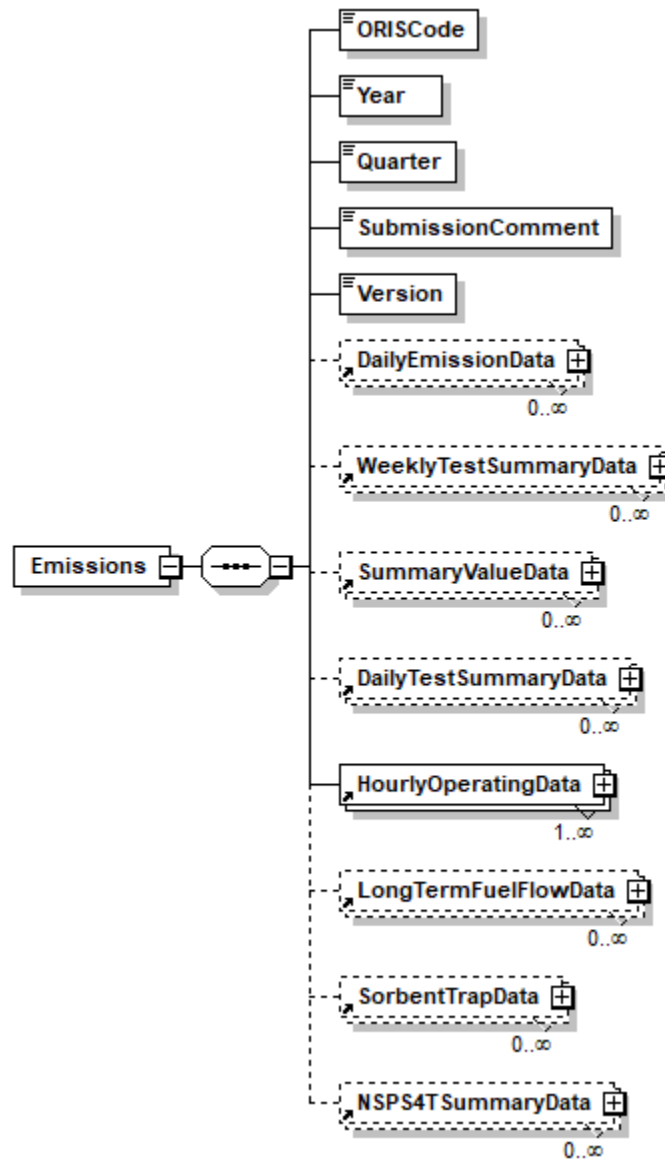 ORISCode
Year
Quarter
SubmissionComment
Version
DailyEmissionData
0..∞
WeeklyTestSummaryData
0..∞
Emissions
SummaryValueData
0..∞
DailyTestSummaryData
0..∞
HourlyOperatingData
1..∞
LongTermFuelFlowData
0..∞
SorbentTrapData
0..∞
NSPS4TSummaryData
0..∞